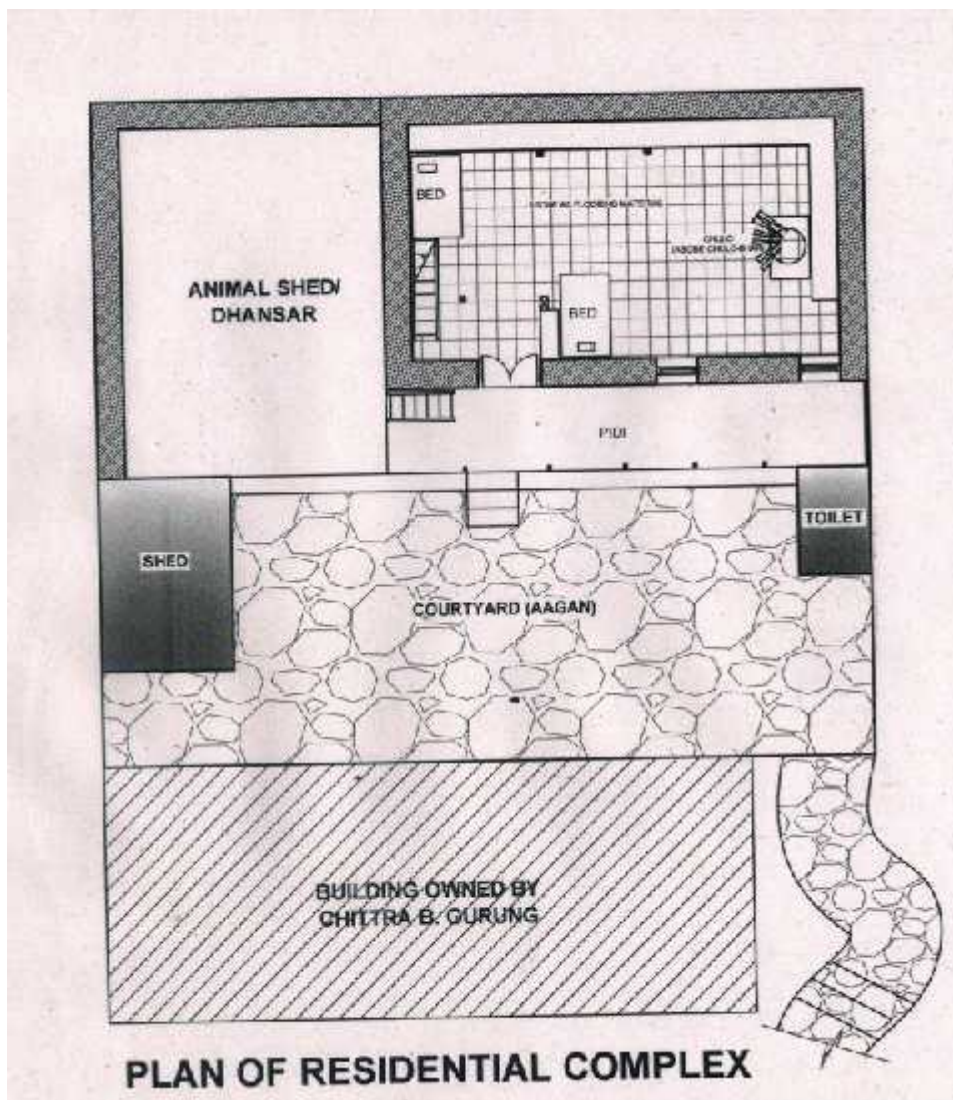 BED
ANIMAL SHED/
DHANSAR
BED
PIDI
TOILET
SHED
COURTYARD (AAGAN)
BUILDING OWNED BY
CHITTRA B. GURUNG
PLAN OF RESIDENTIAL COMPLEX